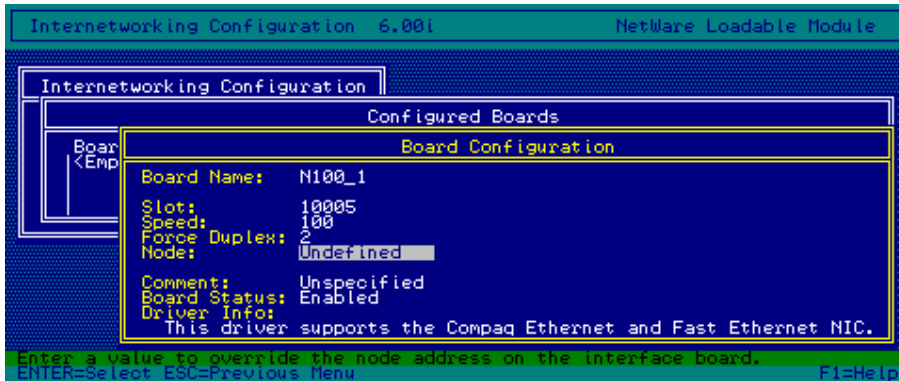 Internetworking Configuration 6.00i NetWare Loadable Module
Internetworking Configuration
Configured Boards
Boar
<Emp
Board Configuration
Board Name: N100_1
Slot: 10005
Speed: 100
Force Duplex: 2
Node: Undefined
Comment: Unspecified
Board Status: Enabled
Driver Info:
This driver supports the Compaq Ethernet and Fast Ethernet NIC.
Enter a value to override the node address on the interface board.
ENTER=Select ESC=Previous Menu F1=Help